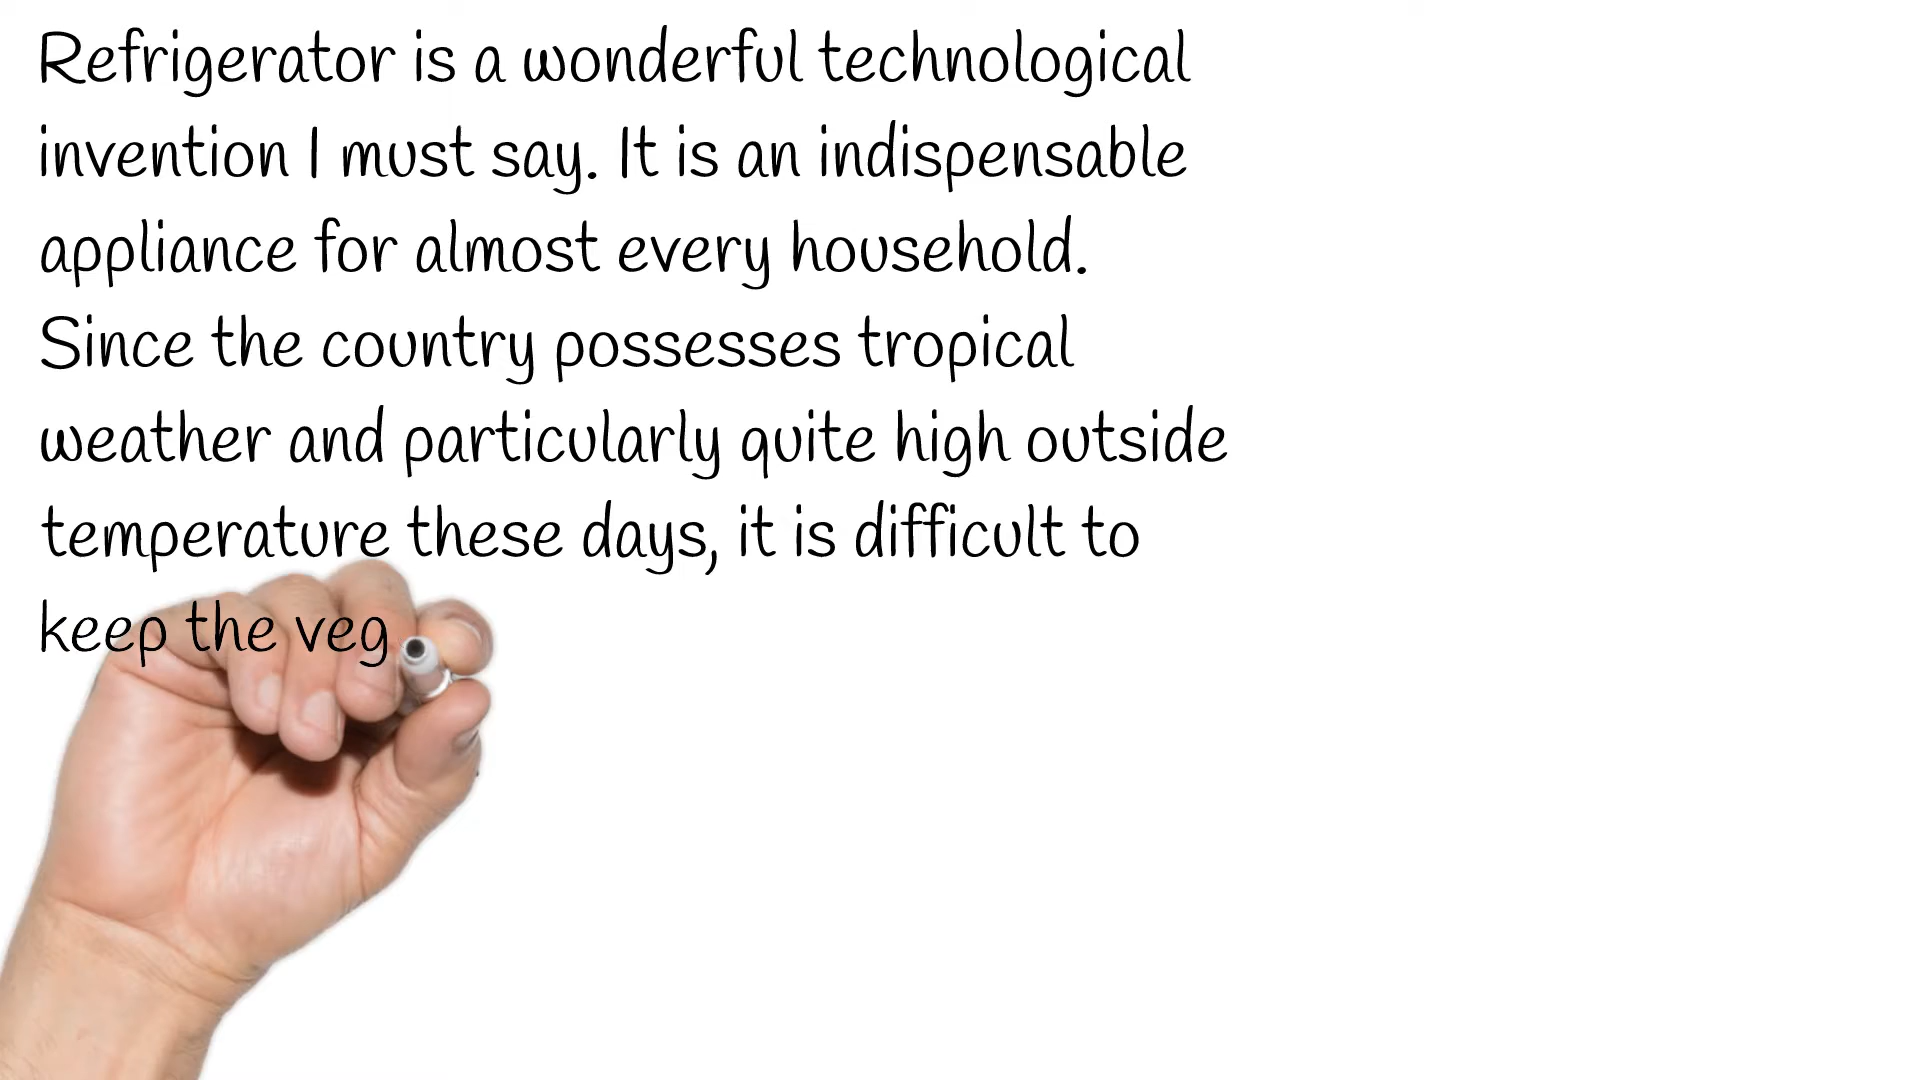 Refrigerator is a wonderful technological
invention I must say. It is an indispensable
appliance for almost every household.
Since the country possesses tropical
weather and particularly quite high outside
temperature these days, it is difficult to
keep the veg